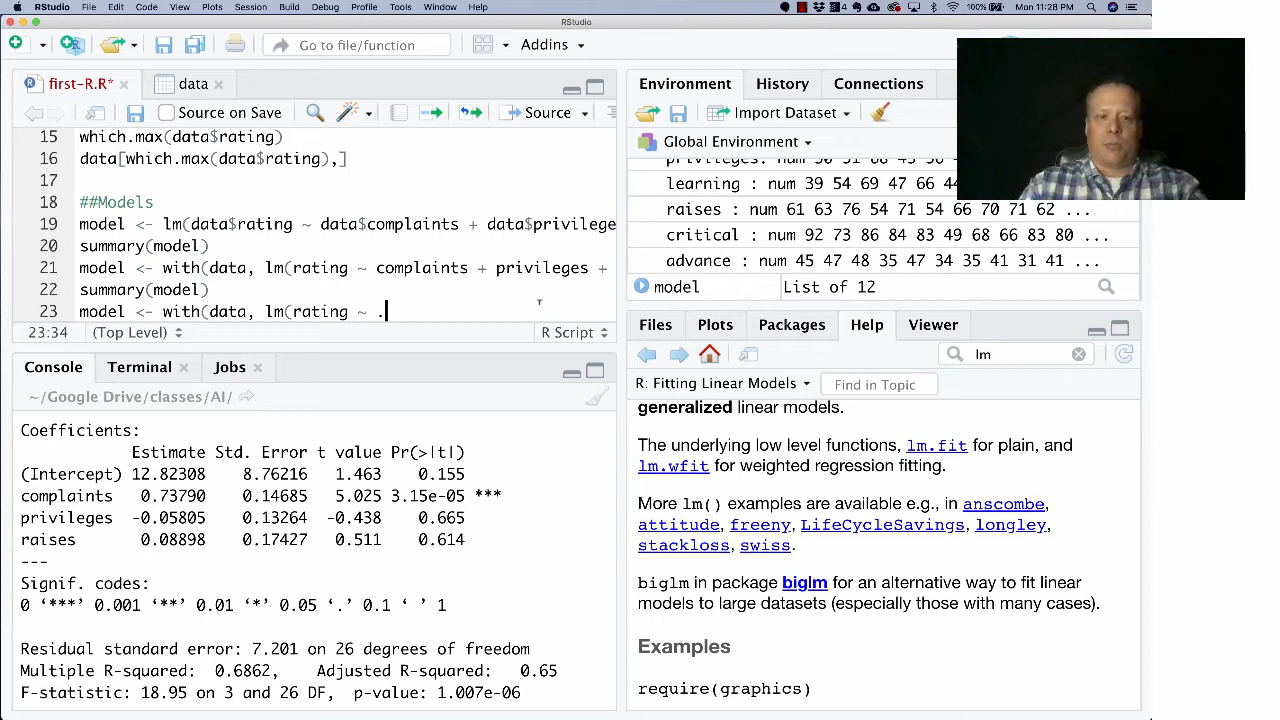 RStudio File Edit Code View Plots Session Build Debug Profile Tools Window Help 100% Mon 11:28 PM
RStudio
Go to file/function Addins
first-R.R* data
Source on Save Source
15 which.max(data$rating)
16 data[which.max(data$rating),]
17
18 ##Models
19 model <- lm(data$rating ~ data$complaints + data$privilege
20 summary(model)
21 model <- with(data, lm(rating ~ complaints + privileges +
22 summary(model)
23 model <- with(data, lm(rating ~ .
23:34 (Top Level) R Script
Console Terminal Jobs
~/Google Drive/classes/AI/
Coefficients:
Estimate Std. Error t value Pr(>|t|)
(Intercept) 12.82308 8.76216 1.463 0.155
complaints 0.73790 0.14685 5.025 3.15e-05 ***
privileges -0.05805 0.13264 -0.438 0.665
raises 0.08898 0.17427 0.511 0.614
---
Signif. codes:
0 ‘***’ 0.001 ‘**’ 0.01 ‘*’ 0.05 ‘.’ 0.1 ‘ ’ 1
Residual standard error: 7.201 on 26 degrees of freedom
Multiple R-squared: 0.6862, Adjusted R-squared: 0.65
F-statistic: 18.95 on 3 and 26 DF, p-value: 1.007e-06
Environment History Connections
Import Dataset
Global Environment
learning : num 39 54 69 47 66 44
raises : num 61 63 76 54 71 54 66 70 71 62 ...
critical : num 92 73 86 84 83 49 68 66 83 80 ...
advance : num 45 47 48 35 47 34 35 41 31 41 ...
model List of 12
Files Plots Packages Help Viewer
lm
R: Fitting Linear Models Find in Topic
generalized linear models.
The underlying low level functions, lm.fit for plain, and
lm.wfit for weighted regression fitting.
More lm() examples are available e.g., in anscombe,
attitude, freeny, LifeCycleSavings, longley,
stackloss, swiss.
biglm in package biglm for an alternative way to fit linear
models to large datasets (especially those with many cases).
Examples
require(graphics)